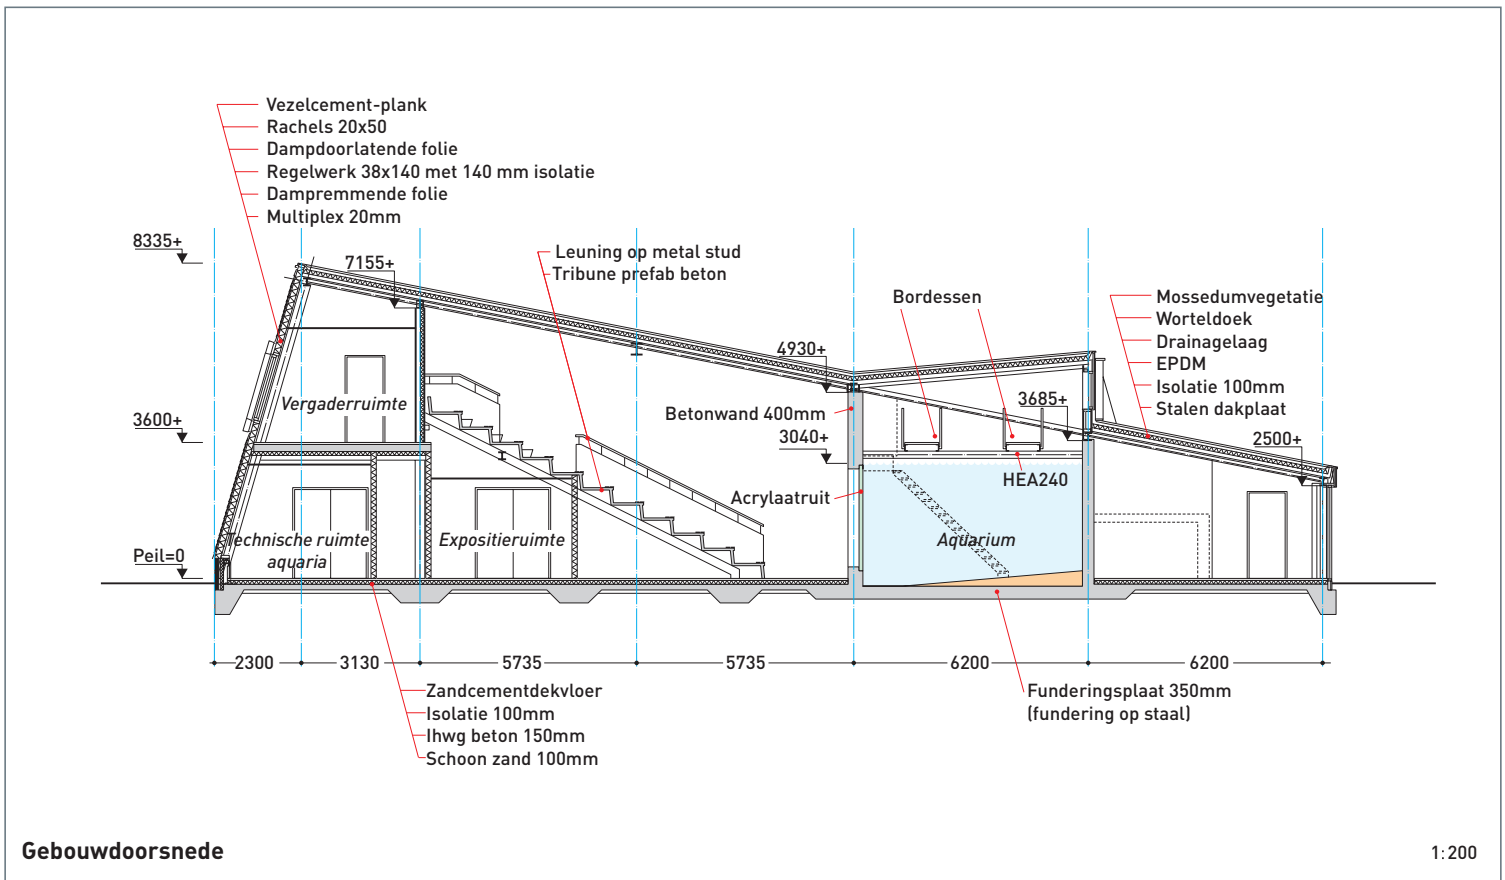 Vezelcement-plank
Rachels 20x50
Dampdoorlatende folie
Regelwerk 38x140 met 140 mm isolatie
Dampremmende folie
Multiplex 20mm
8335+
7155+
Leuning op metal stud
Tribune prefab beton
Bordessen
Mossedumvegetatie
Worteldoek
Drainagelaag
EPDM
Isolatie 100mm
Stalen dakplaat
4930+
3685+
Vergaderruimte
3600+
Betonwand 400mm
3040+
2500+
HEA240
Acrylaatruit
Technische ruimte
aquaria
Expositieruimte
Aquarium
Peil=0
2300
3130
5735
5735
6200
6200
Zandcementdekvloer
Isolatie 100mm
Ihwg beton 150mm
Schoon zand 100mm
Funderingsplaat 350mm
(fundering op staal)
Gebouwdoorsnede
1:200